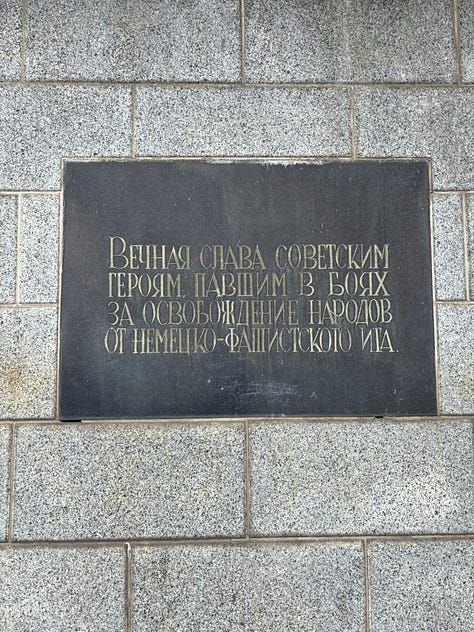 Вечная слава советским
героям, павшим в боях
за освобождение народов
от немецко-фашистского ига.